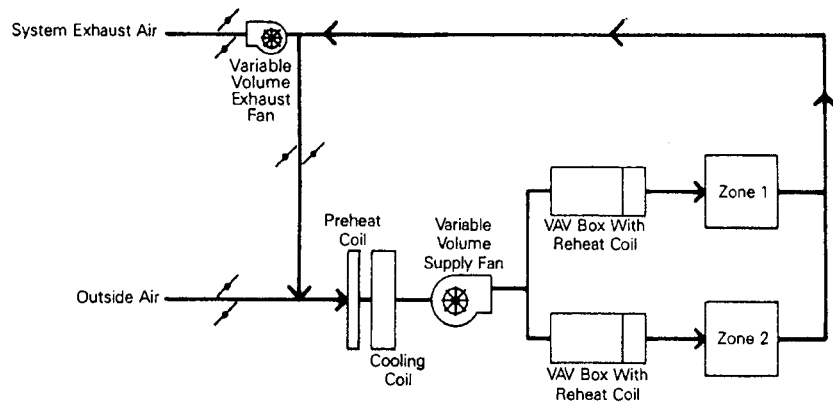 System Exhaust Air
Variable
Volume
Exhaust
Fan
Preheat
Coil
Variable
Volume
Supply Fan
VAV Box With
Reheat Coil
Zone 1
Outside Air
Cooling
Coil
VAV Box With
Reheat Coil
Zone 2